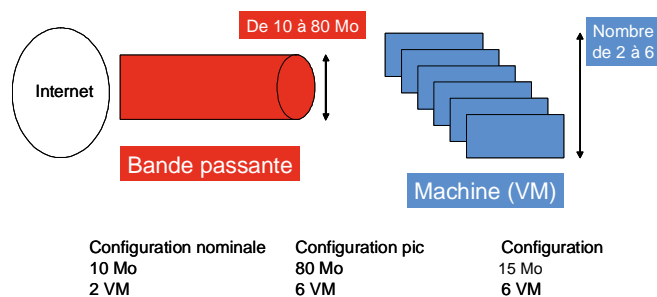 De 10 à 80 Mo
Nombre
de 2 à 6
Internet
Bande passante
Machine (VM)
Configuration nominale
10 Mo
2 VM
Configuration pic
80 Mo
6 VM
Configuration
15 Mo
6 VM